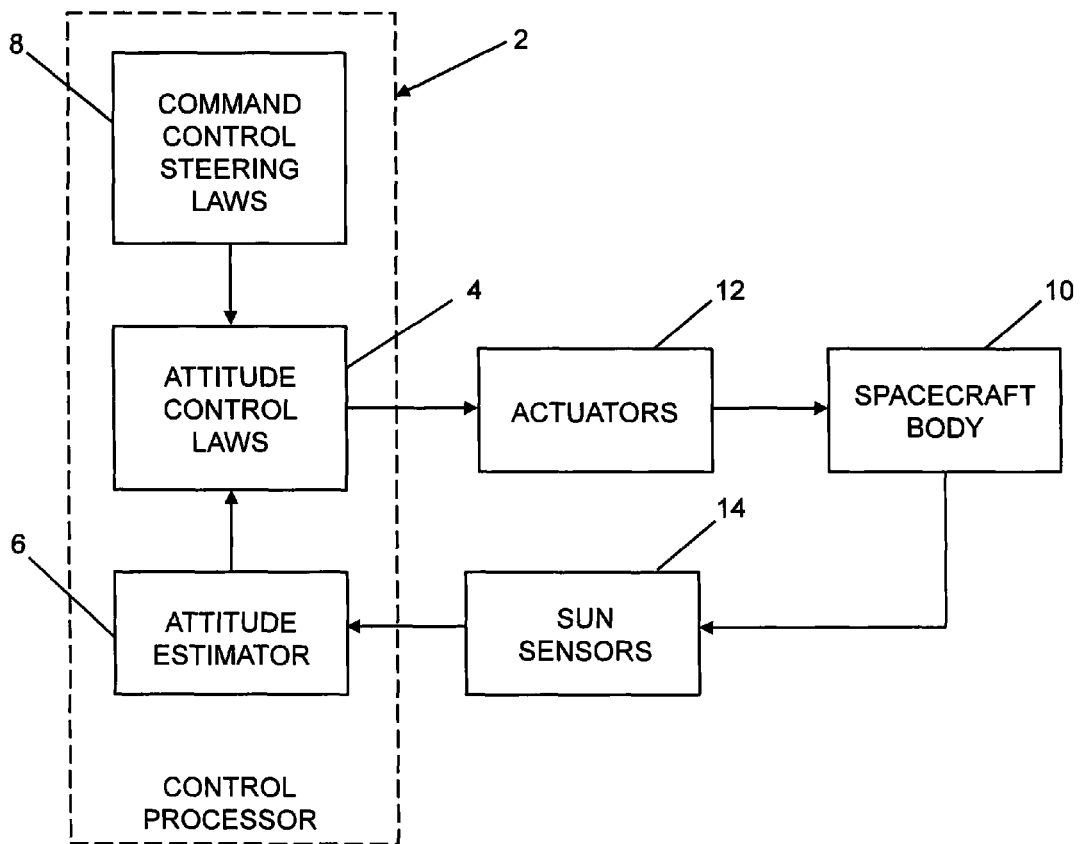 8
2
COMMAND
CONTROL
STEERING
LAWS
4
12
10
ATTITUDE
CONTROL
LAWS
ACTUATORS
SPACECRAFT
BODY
6
14
ATTITUDE
ESTIMATOR
SUN
SENSORS
CONTROL
PROCESSOR